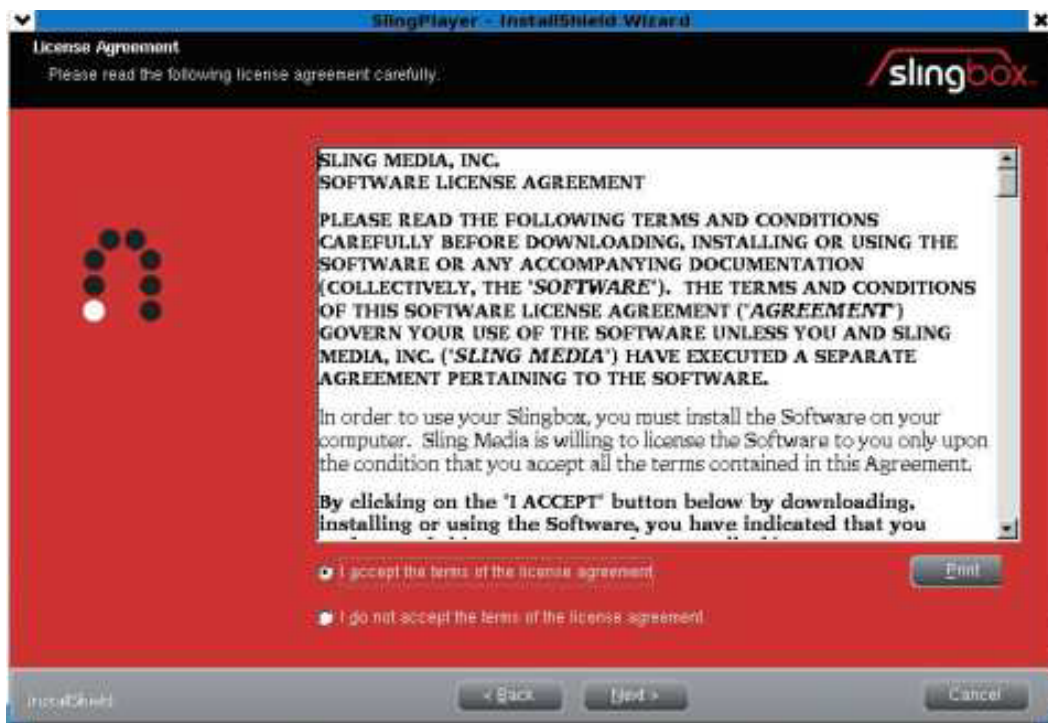 SlingPlayer - InstallShield Wizard
License Agreement
Please read the following license agreement carefully.
slingbox
SLING MEDIA, INC.
SOFTWARE LICENSE AGREEMENT
PLEASE READ THE FOLLOWING TERMS AND CONDITIONS
CAREFULLY BEFORE DOWNLOADING, INSTALLING OR USING THE
SOFTWARE OR ANY ACCOMPANYING DOCUMENTATION
(COLLECTIVELY, THE "SOFTWARE"). THE TERMS AND CONDITIONS
OF THIS SOFTWARE LICENSE AGREEMENT ("AGREEMENT")
GOVERN YOUR USE OF THE SOFTWARE UNLESS YOU AND SLING
MEDIA, INC. ("SLING MEDIA") HAVE EXECUTED A SEPARATE
AGREEMENT PERTAINING TO THE SOFTWARE.
In order to use your Slingbox, you must install the Software on your
computer. Sling Media is willing to license the Software to you only upon
the condition that you accept all the terms contained in this Agreement.
By clicking on the "I ACCEPT" button below by downloading,
installing or using the Software, you have indicated that you
I accept the terms of the license agreement
Print
I do not accept the terms of the license agreement
InstallShield
< Back
Next >
Cancel